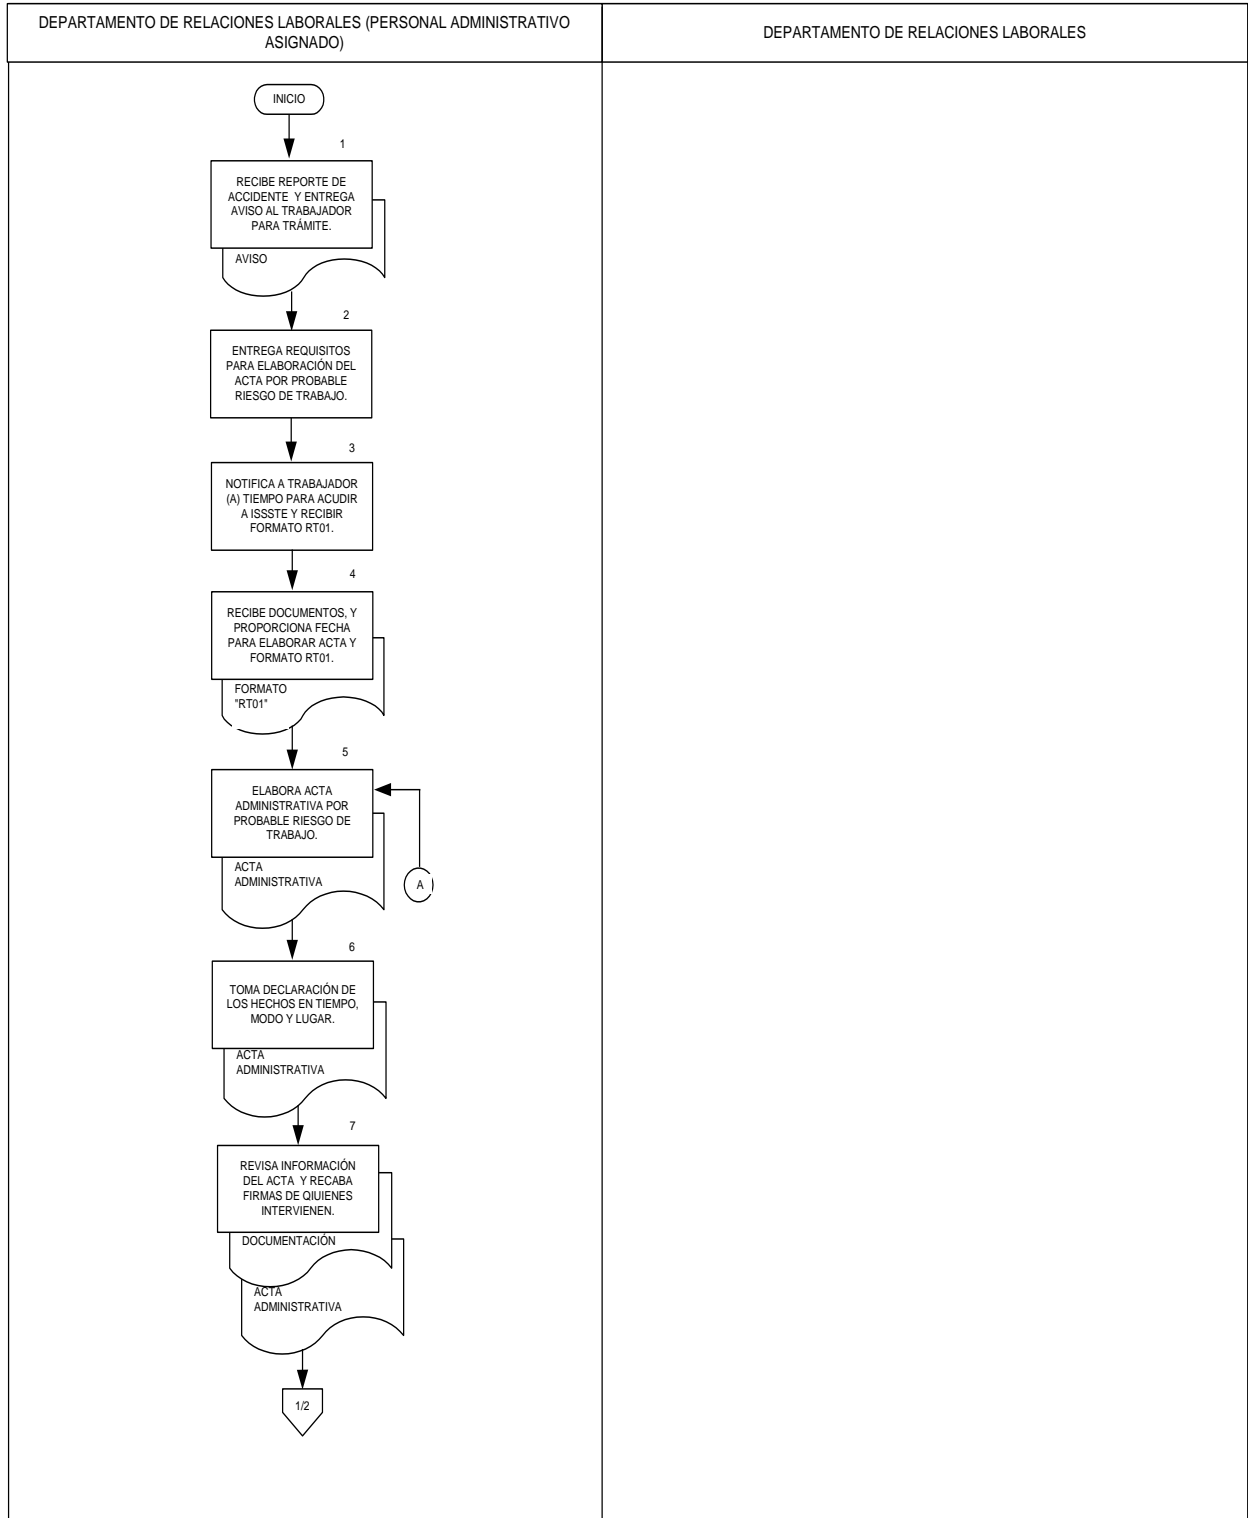 DEPARTAMENTO DE RELACIONES LABORALES (PERSONAL ADMINISTRATIVO
ASIGNADO)
DEPARTAMENTO DE RELACIONES LABORALES
INICIO
1
RECIBE REPORTE DE
ACCIDENTE Y ENTREGA
AVISO AL TRABAJADOR
PARA TRÁMITE.
AVISO
2
ENTREGA REQUISITOS
PARA ELABORACIÓN DEL
ACTA POR PROBABLE
RIESGO DE TRABAJO.
3
NOTIFICA A TRABAJADOR
(A) TIEMPO PARA ACUDIR
A ISSSTE Y RECIBIR
FORMATO RT01.
4
RECIBE DOCUMENTOS, Y
PROPORCIONA FECHA
PARA ELABORAR ACTA Y
FORMATO RT01.
FORMATO
"RT01"
5
ELABORA ACTA
ADMINISTRATIVA POR
PROBABLE RIESGO DE
TRABAJO.
ACTA
ADMINISTRATIVA
A
6
TOMA DECLARACIÓN DE
LOS HECHOS EN TIEMPO,
MODO Y LUGAR.
ACTA
ADMINISTRATIVA
7
REVISA INFORMACIÓN
DEL ACTA Y RECABA
FIRMAS DE QIUIENES
INTERVIENEN.
DOCUMENTACIÓN
ACTA
ADMINISTRATIVA
1/2